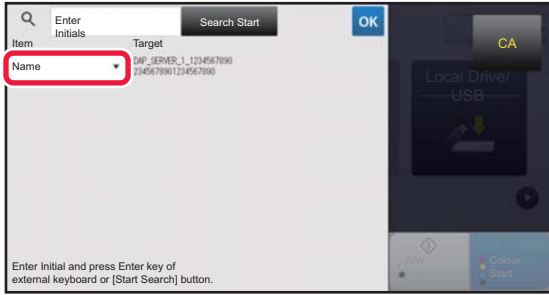 Enter
Initials
Search Start
OK
CA
Item
Target
Name
DAP_SERVER_1_1234567890
2345678901234567890
Local Drive/
USB
B/W
Start
Colour
Start
Enter Initial and press Enter key of
external keyboard or [Start Search] button.